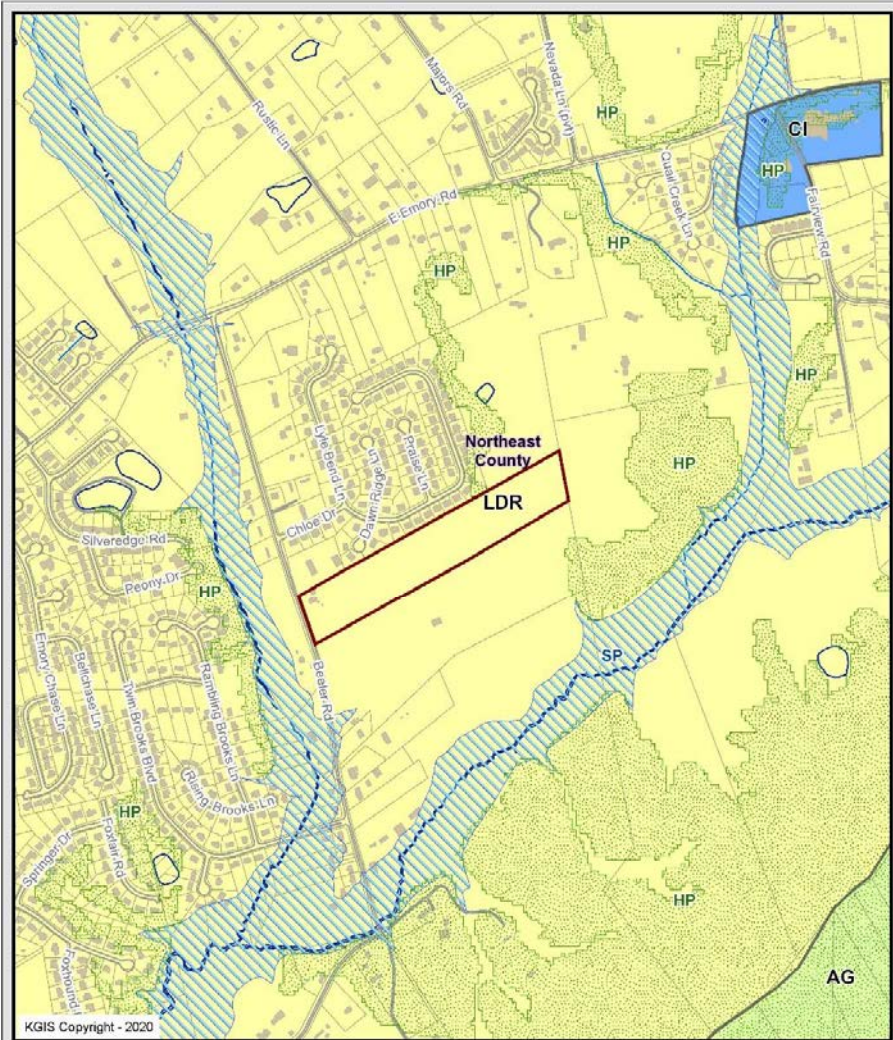 Rustic Ln
Majors Rd
Nevada Ln (pvt)
HP
CI
HP
E Emory Rd
Quail Creek Ln
Fairview Rd
HP
HP
HP
Lyle Bend Ln
Dawn Ridge Ln
Praise Ln
Northeast
County
HP
LDR
Chloe Dr
Silveredge Rd
Peony Dr
HP
Emory Chase Ln
Bellchase Ln
Twin Brooks Blvd
Rambling Brooks Ln
Beeler Rd
SP
Rising Brooks Ln
HP
Springer Dr
Foxfair Rd
HP
Foxhound
AG
KGIS Copyright - 2020